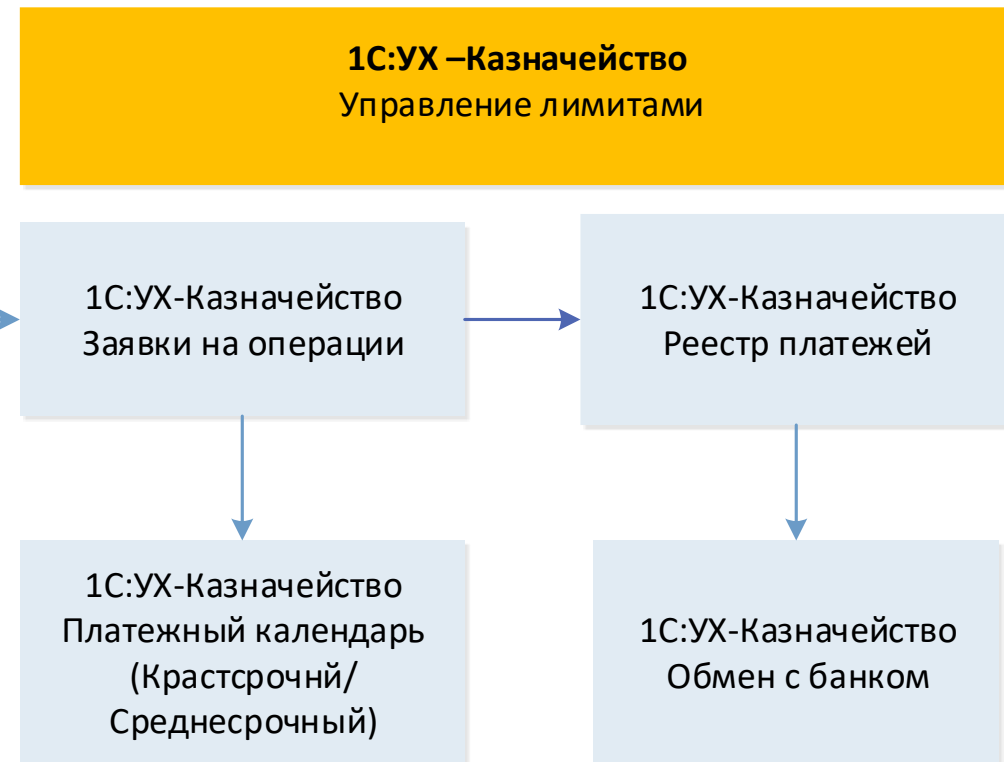 1С:УХ –Казначейство
Управление лимитами
1С:УХ-Казначейство
Заявки на операции
1С:УХ-Казначейство
Реестр платежей
1С:УХ-Казначейство
Платежный календарь
(Крастсрочнй/
Среднесрочный)
1С:УХ-Казначейство
Обмен с банком